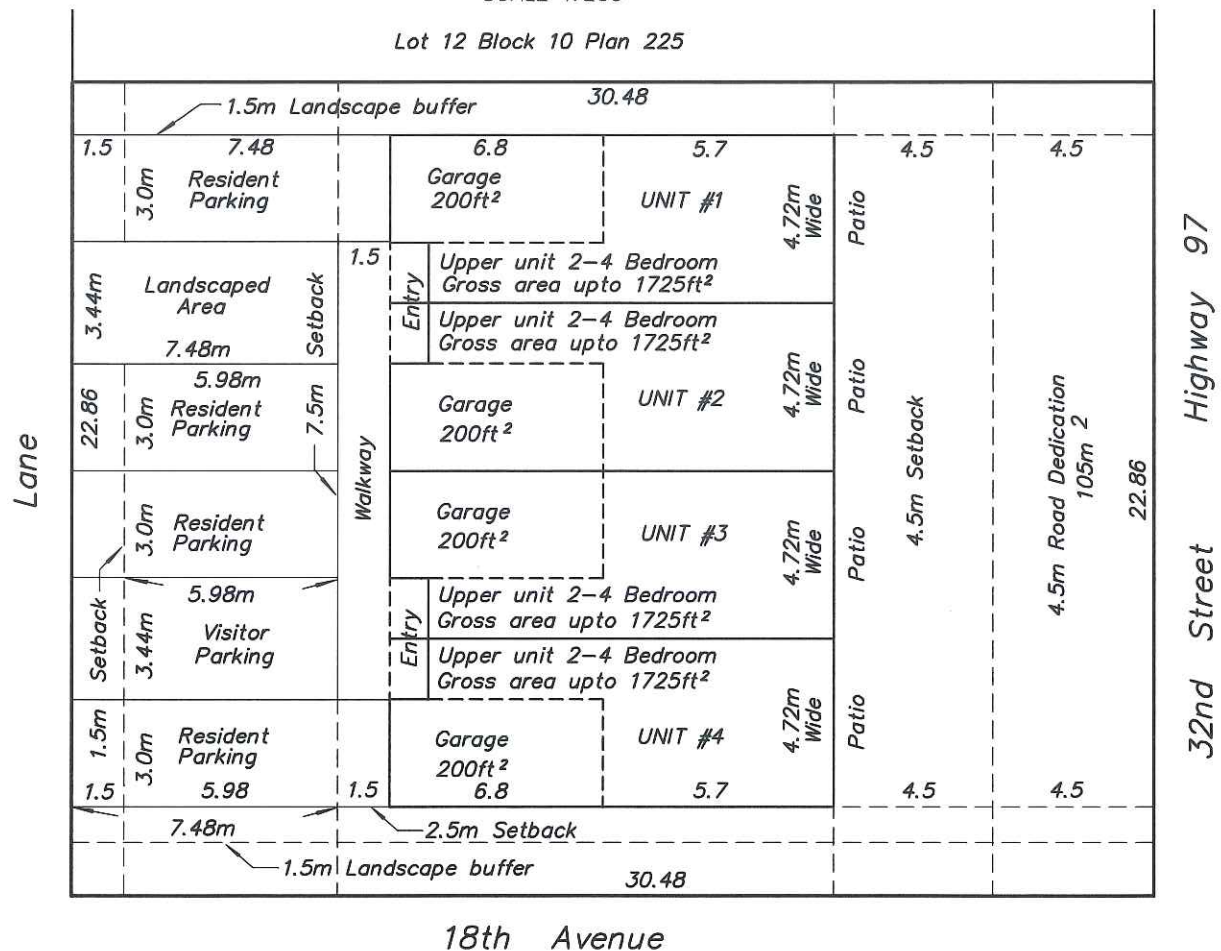 Lot 12 Block 10 Plan 225
1.5m Landscape buffer
30.48
1.5
7.48
6.8
5.7
4.5
4.5
3.0m
Resident
Parking
Garage
200ft²
UNIT #1
4.72m
Wide
Patio
3.44m
Landscaped
Area
7.48m
Setback
1.5
Entry
Upper unit 2-4 Bedroom
Gross area upto 1725ft²
Upper unit 2-4 Bedroom
Gross area upto 1725ft²
22.86
5.98m
3.0m
Resident
Parking
7.5m
Walkway
Garage
200ft²
UNIT #2
4.72m
Wide
Patio
4.5m Setback
4.5m Road Dedication
105m 2
22.86
3.0m
Resident
Parking
Garage
200ft²
UNIT #3
4.72m
Wide
Patio
Setback
5.98m
3.44m
Visitor
Parking
Entry
Upper unit 2-4 Bedroom
Gross area upto 1725ft²
Upper unit 2-4 Bedroom
Gross area upto 1725ft²
1.5m
3.0m
Resident
Parking
Garage
200ft²
UNIT #4
4.72m
Wide
Patio
1.5
5.98
1.5
6.8
5.7
4.5
4.5
7.48m
2.5m Setback
1.5m Landscape buffer
30.48
Lane
32nd Street Highway 97
18th Avenue